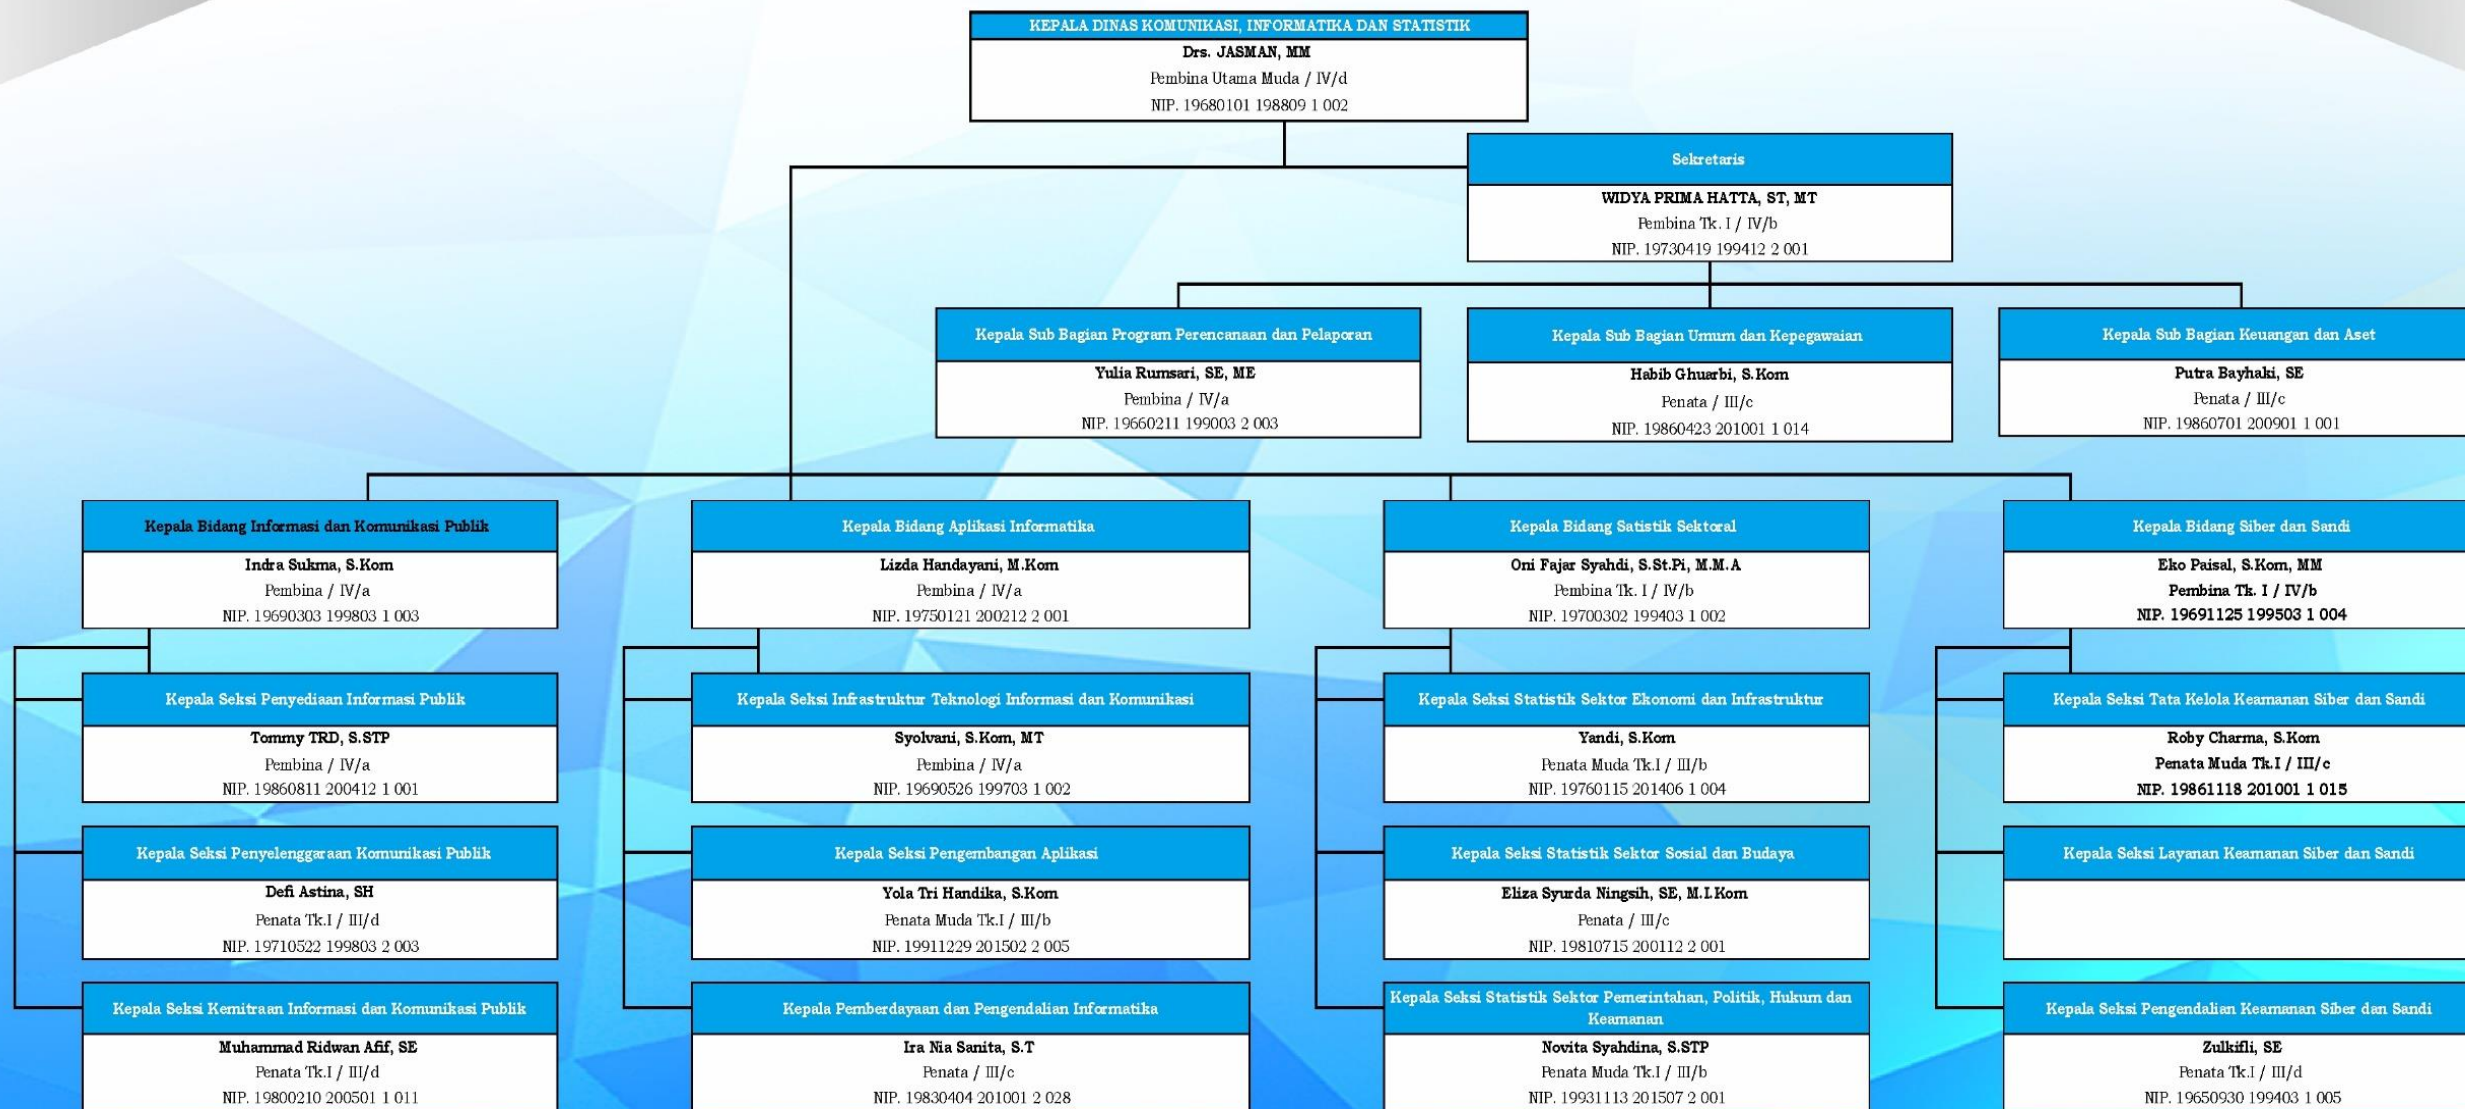 KEPALA DINAS KOMUNIKASI, INFORMATIKA DAN STATISTIK
Drs. JASMAN, MM
Pembina Utama Muda / IV/d
NIP. 19680101 198809 1 002
Sekretaris
WIDYA PRIMA HATTA, ST, MT
Pembina Tk. I / IV/b
NIP. 19730419 199412 2 001
Kepala Sub Bagian Program Perencanaan dan Pelaporan
Yulia Rumsari, SE, ME
Pembina / IV/a
NIP. 19660211 199003 2 003
Kepala Sub Bagian Umum dan Kepegawaian
Habib Ghuarbi, S.Kom
Penata / III/c
NIP. 19860423 201001 1 014
Kepala Sub Bagian Keuangan dan Aset
Putra Bayhaki, SE
Penata / III/c
NIP. 19860701 200901 1 001
Kepala Bidang Informasi dan Komunikasi Publik
Indra Sukma, S.Kom
Pembina / IV/a
NIP. 19690303 199803 1 003
Kepala Seksi Penyediaan Informasi Publik
Tommy TRD, S.STP
Pembina / IV/a
NIP. 19860811 200412 1 001
Kepala Seksi Penyelenggaraan Komunikasi Publik
Defi Astina, SH
Penata Tk.I / III/d
NIP. 19710522 199803 2 003
Kepala Seksi Kemitraan Informasi dan Komunikasi Publik
Muhammad Ridwan Afif, SE
Penata Tk.I / III/d
NIP. 19800210 200501 1 011
Kepala Bidang Aplikasi Informatika
Lizda Handayani, M.Kom
Pembina / IV/a
NIP. 19750121 200212 2 001
Kepala Seksi Infrastruktur Teknologi Informasi dan Komunikasi
Syolvani, S.Kom, MT
Pembina / IV/a
NIP. 19690526 199703 1 002
Kepala Seksi Pengembangan Aplikasi
Yola Tri Handika, S.Kom
Penata Muda Tk.I / III/b
NIP. 19911229 201502 2 005
Kepala Pemberdayaan dan Pengendalian Informatika
Ira Nia Sanita, S.T
Penata / III/c
NIP. 19830404 201001 2 028
Kepala Bidang Satistik Sektoral
Oni Fajar Syahdi, S.St.Pi, M.M.A
Pembina Tk. I / IV/b
NIP. 19700302 199403 1 002
Kepala Seksi Statistik Sektor Ekonomi dan Infrastruktur
Yandi, S.Kom
Penata Muda Tk.I / III/b
NIP. 19760115 201406 1 004
Kepala Seksi Statistik Sektor Sosial dan Budaya
Eliza Syurda Ningsih, SE, M.I.Kom
Penata / III/c
NIP. 19810715 200112 2 001
Kepala Seksi Statistik Sektor Pemerintahan, Politik, Hukum dan
Keamanan
Novita Syahdina, S.STP
Penata Muda Tk.I / III/b
NIP. 19931113 201507 2 001
Kepala Bidang Siber dan Sandi
Eko Paisal, S.Kom, MM
Pembina Tk. I / IV/b
NIP. 19691125 199503 1 004
Kepala Seksi Tata Kelola Keamanan Siber dan Sandi
Roby Charma, S.Kom
Penata Muda Tk.I / III/c
NIP. 19861118 201001 1 015
Kepala Seksi Layanan Keamanan Siber dan Sandi
Kepala Seksi Pengendalian Keamanan Siber dan Sandi
Zulkifli, SE
Penata Tk.I / III/d
NIP. 19650930 199403 1 005